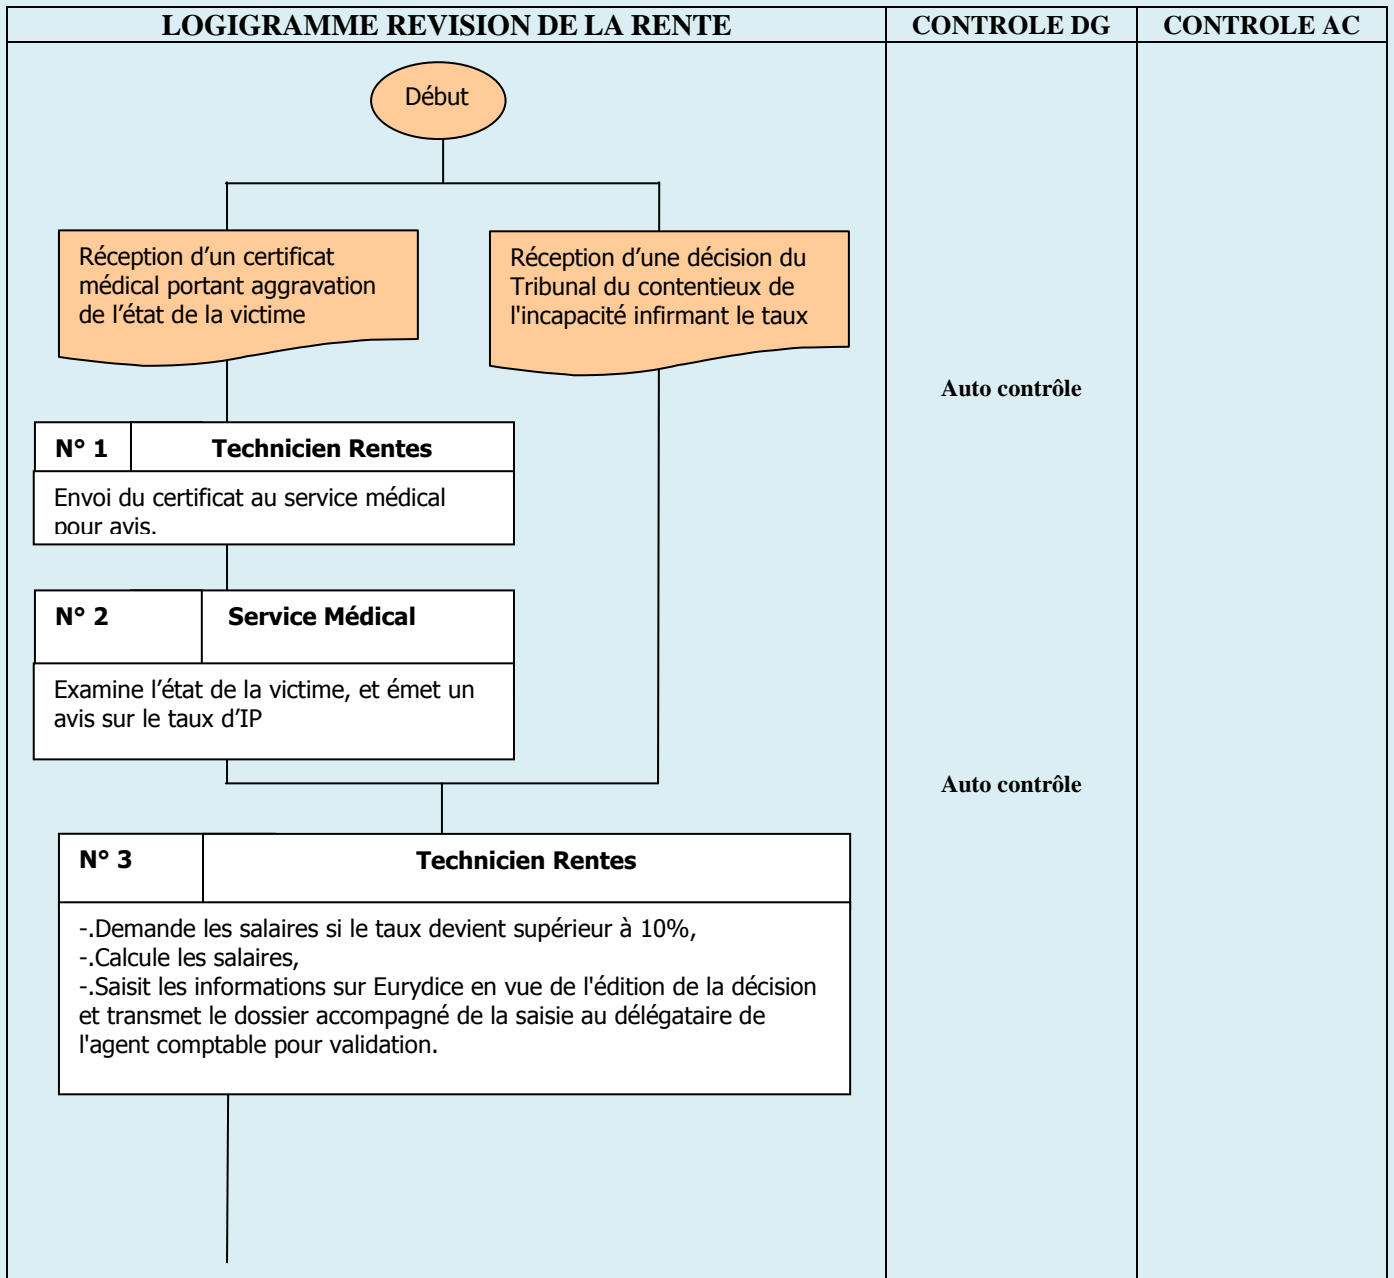 LOGIGRAMME REVISION DE LA RENTE
CONTROLE DG
CONTROLE AC
Début
Réception d’un certificat
médical portant aggravation
de l’état de la victime
Réception d’une décision du
Tribunal du contentieux de
l'incapacité infirmant le taux
Auto contrôle
N° 1
Technicien Rentes
Envoi du certificat au service médical
pour avis.
N° 2
Service Médical
Examine l’état de la victime, et émet un
avis sur le taux d’IP
Auto contrôle
N° 3
Technicien Rentes
-.Demande les salaires si le taux devient supérieur à 10%,
-.Calcule les salaires,
-.Saisit les informations sur Eurydice en vue de l'édition de la décision
et transmet le dossier accompagné de la saisie au délégataire de
l'agent comptable pour validation.